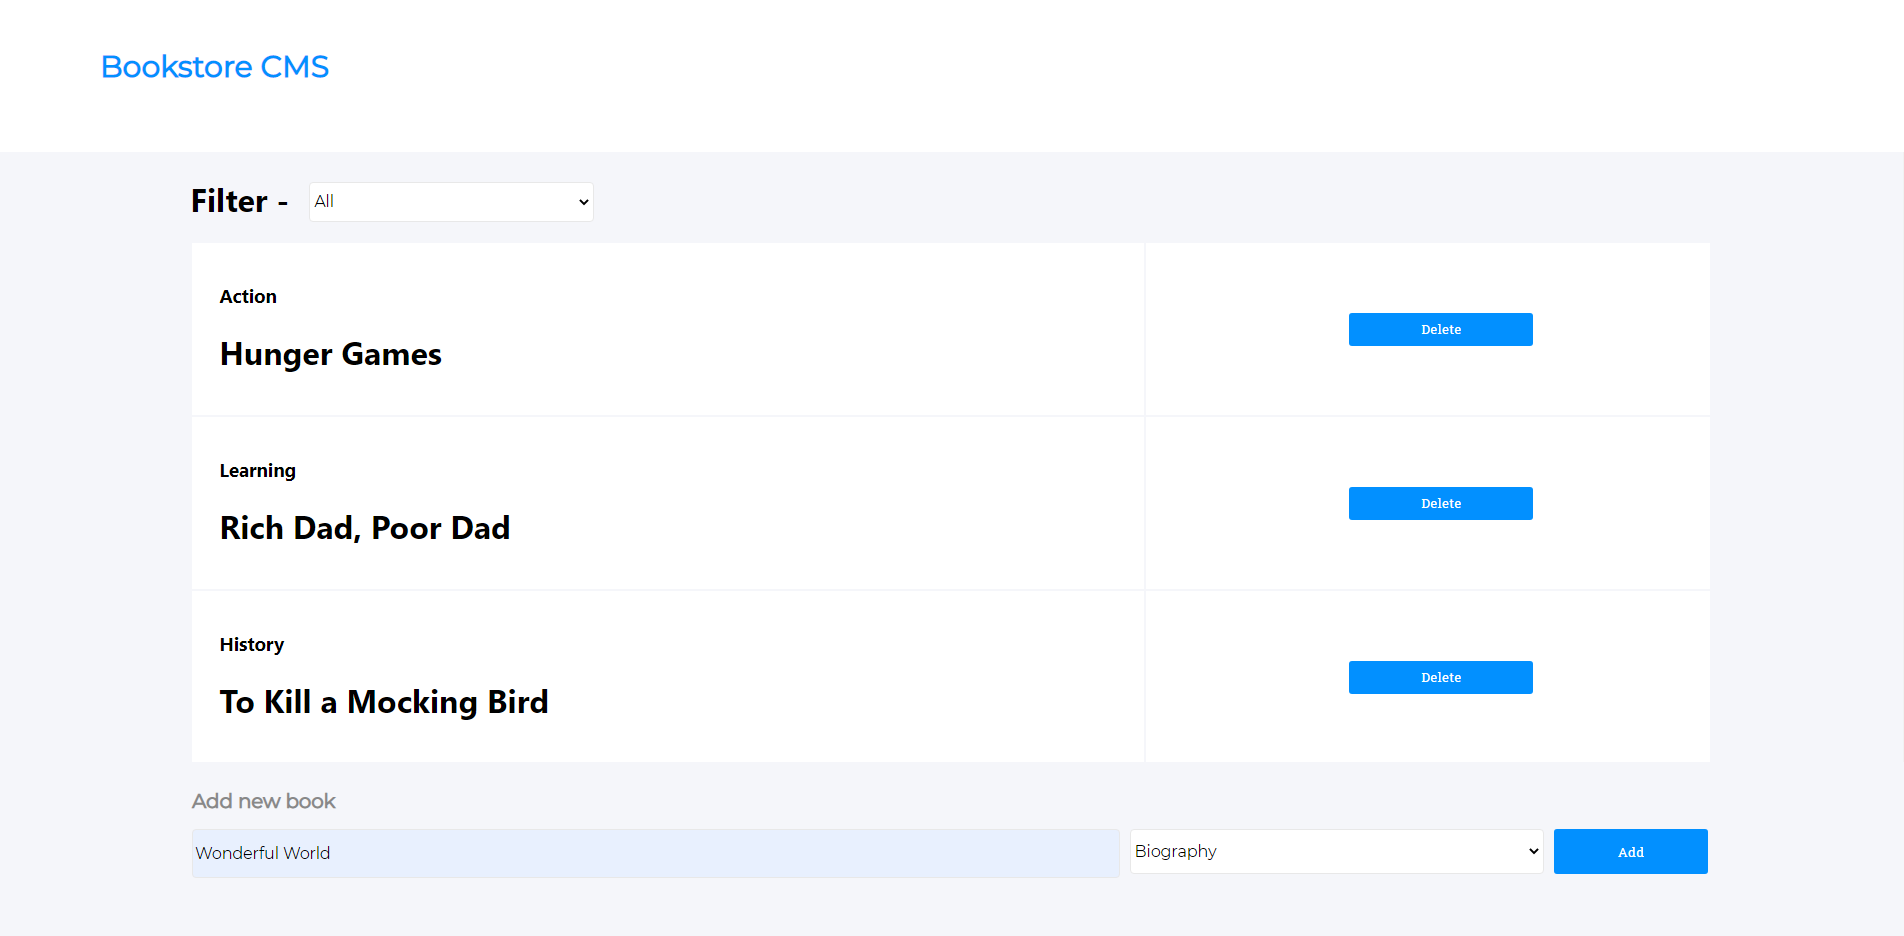 Bookstore CMS
Filter - All
Action
Hunger Games
Delete
Learning
Rich Dad, Poor Dad
Delete
History
To Kill a Mocking Bird
Delete
Add new book
Wonderful World Biography Add